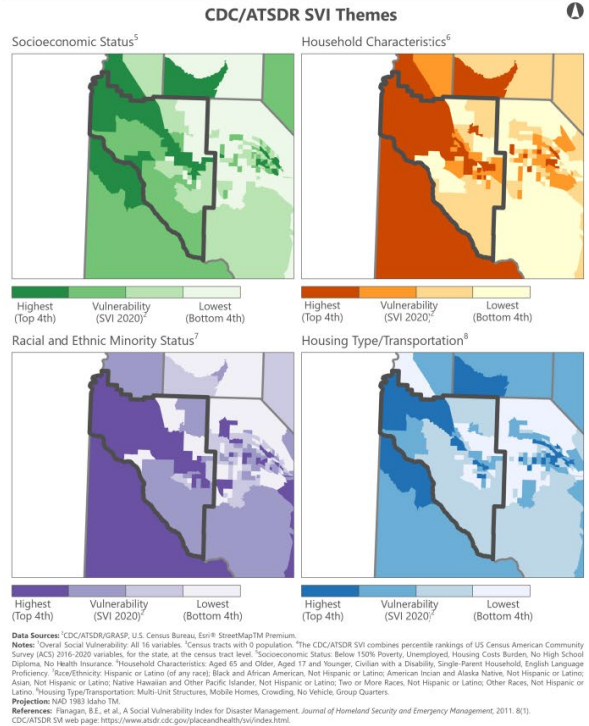 CDC/ATSDR SVI Themes
Socioeconomic Status⁵
Household Characteristics⁶
Highest
(Top 4th)
Vulnerability
(SVI 2020)²
Lowest
(Bottom 4th)
Highest
(Top 4th)
Vulnerability
(SVI 2020)²
Lowest
(Bottom 4th)
Racial and Ethnic Minority Status⁷
Housing Type/Transportation⁸
Highest
(Top 4th)
Vulnerability
(SVI 2020)²
Lowest
(Bottom 4th)
Highest
(Top 4th)
Vulnerability
(SVI 2020)²
Lowest
(Bottom 4th)
Data Sources: ¹CDC/ATSDR/GRASP, U.S. Census Bureau, Esri® StreetMapTM Premium.
Notes: ¹Overal Social Vulnerability: All 16 variables. ³Census tracts with 0 population. ⁴The CDC/ATSDR SVI combines percentile rankings of US Census American Community
Survey (ACS) 2016-2020 variables, for the state, at the census tract level. ⁵Socioeconomic Status: Below 150% Poverty, Unemployed, Housing Costs Burden, No High School
Diploma, No Health Insurance. ⁶Household Characteristics: Aged 65 and Older, Aged 17 and Younger, Civilian with a Disability, Single-Parent Household, English Language
Proficiency. ⁷Race/Ethnicity: Hispanic or Latino (of any race); Black and African American, Not Hispanic or Latino; American Incian and Alaska Native, Not Hispanic or Latino;
Asian, Not Hispanic or Latino; Native Hawaiian and Other Pacific Islander, Not Hispanic or Latino; Two or More Races, Not Hispanic or Latino; Other Races, Not Hispanic or
Latino. ⁸Housing Type/Transportation: Multi-Unit Structures, Mobile Homes, Crowding, No Vehicle, Group Quarters.
Projection: NAD 1983 Idaho TM.
References: Flanagan, B.E., et al., A Social Vulnerability Index for Disaster Management. Journal of Homeland Security and Emergency Management, 2011. 8(1).
CDC/ATSDR SVI web page: https://www.atsdr.cdc.gov/placeandhealth/svi/index.html.